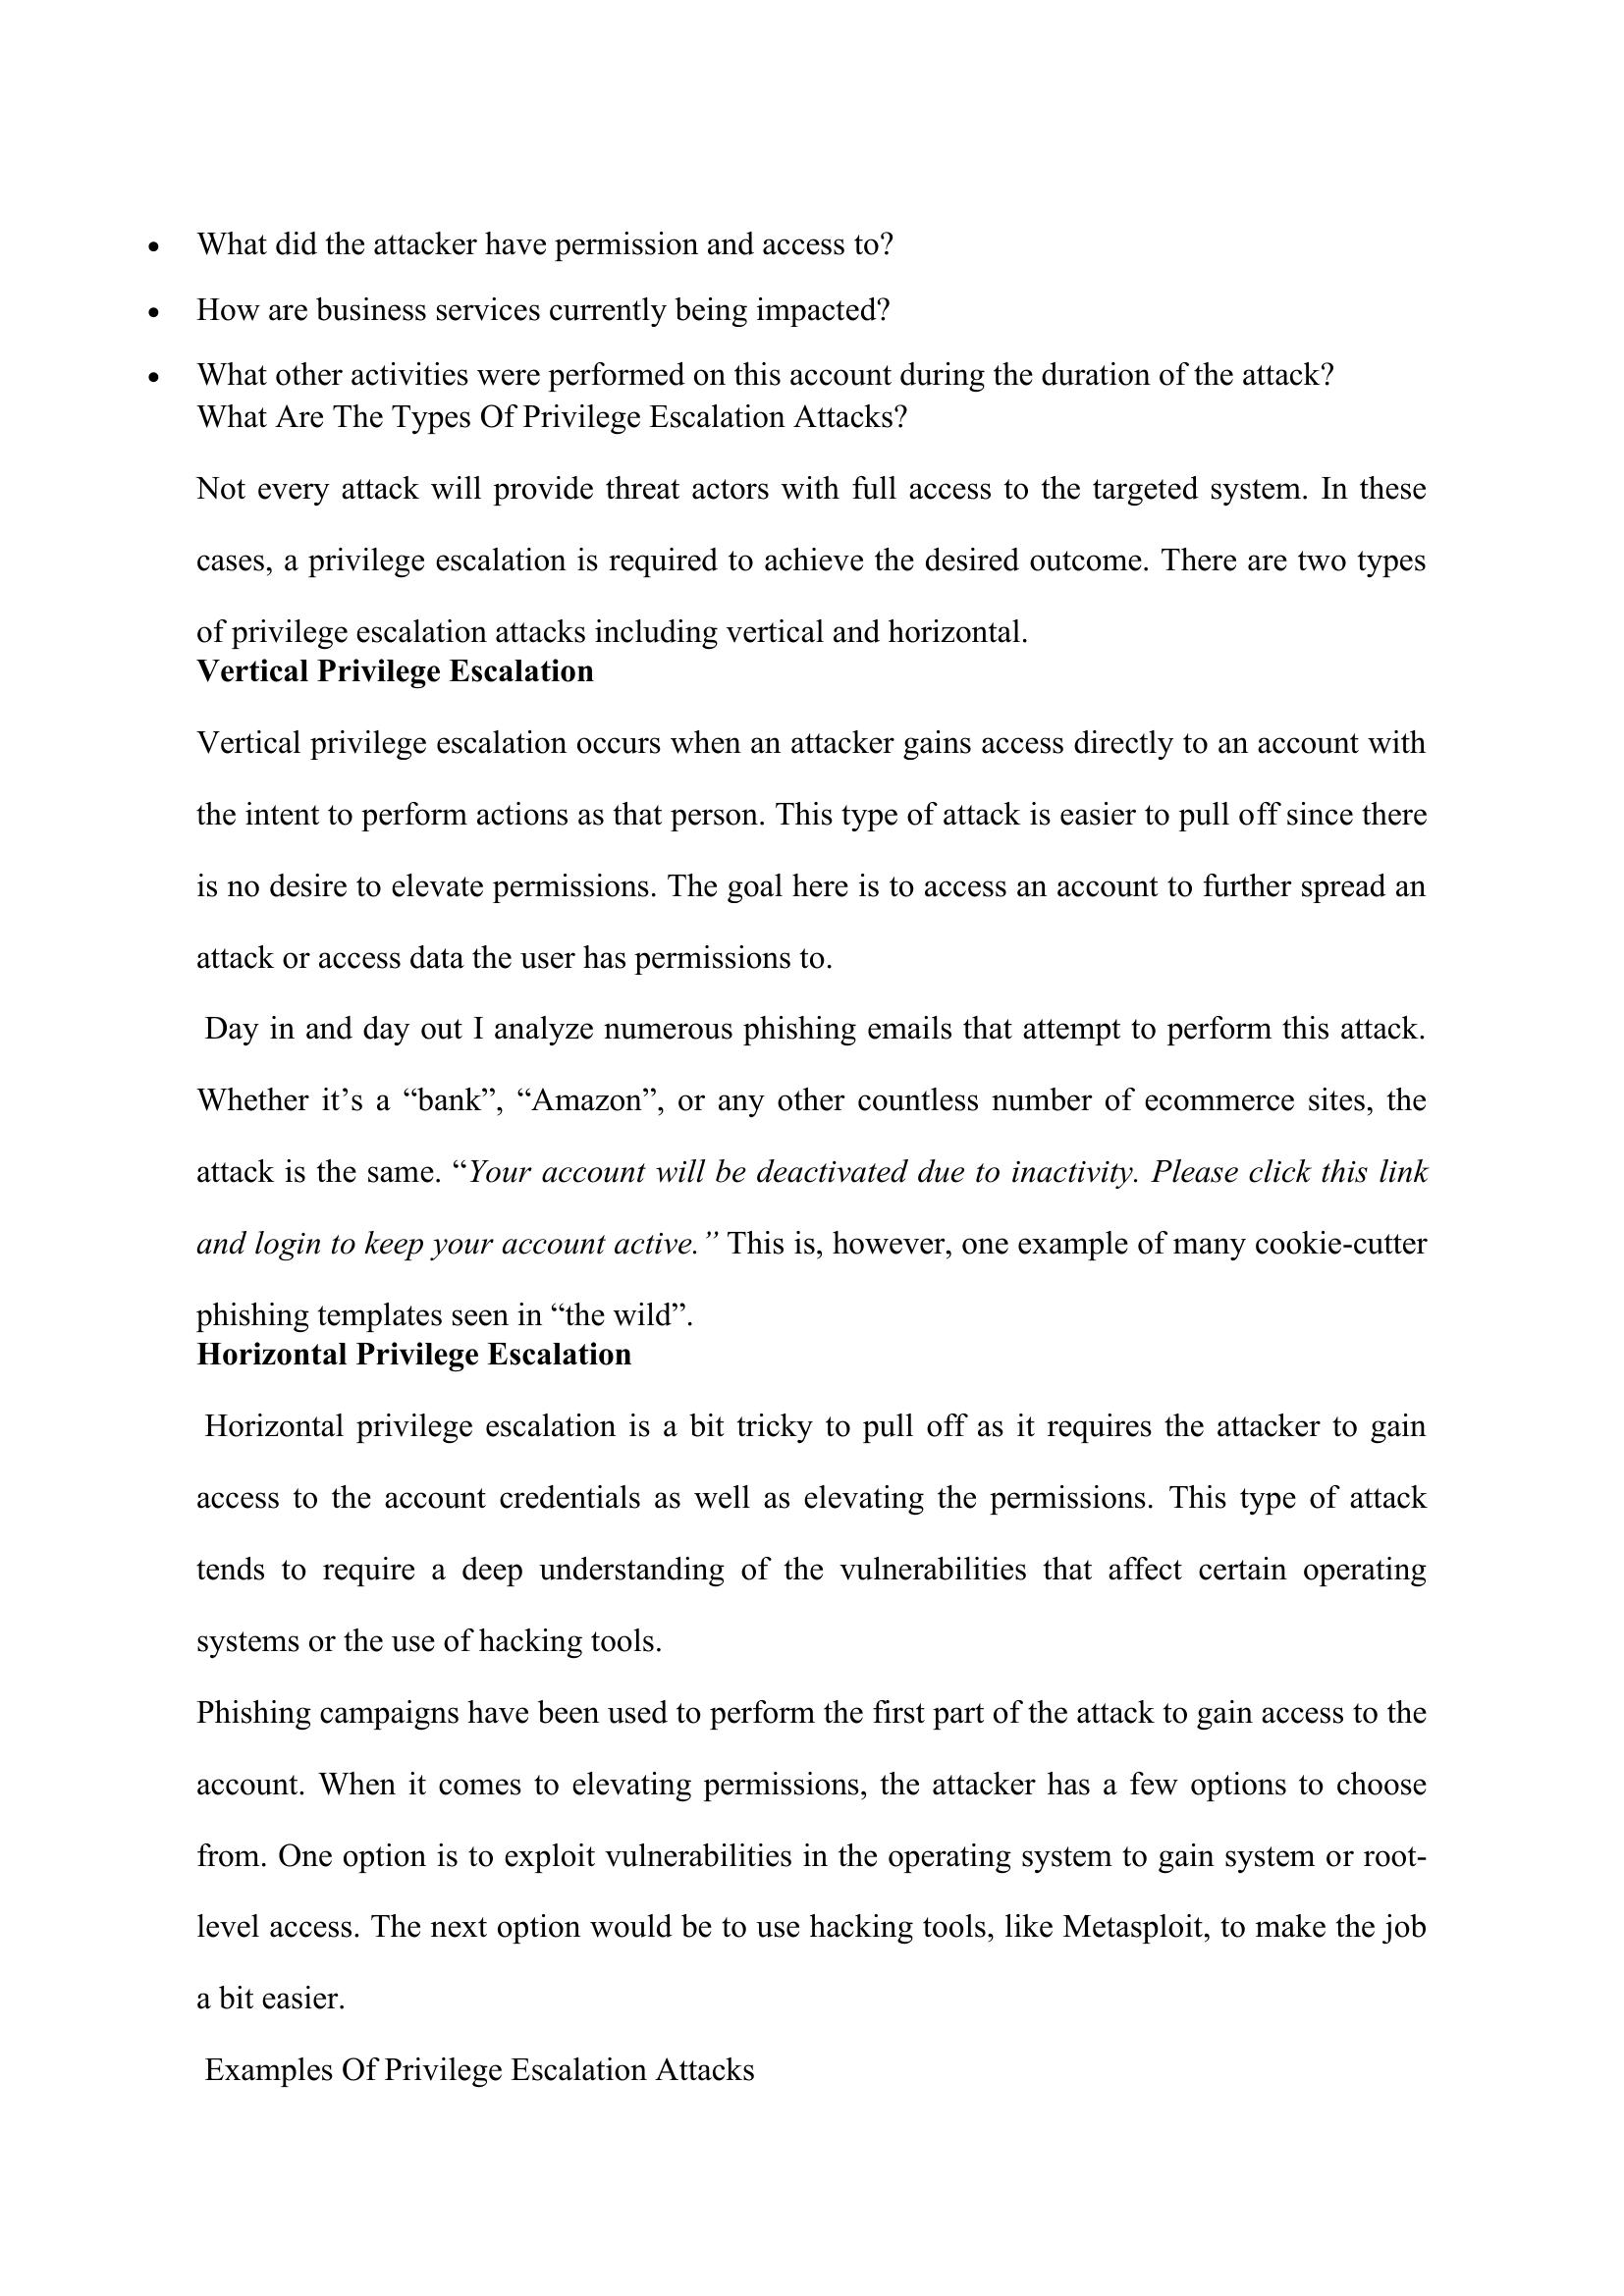 • What did the attacker have permission and access to?
• How are business services currently being impacted?
• What other activities were performed on this account during the duration of the attack?
What Are The Types Of Privilege Escalation Attacks?
Not every attack will provide threat actors with full access to the targeted system. In these
cases, a privilege escalation is required to achieve the desired outcome. There are two types
of privilege escalation attacks including vertical and horizontal.
Vertical Privilege Escalation
Vertical privilege escalation occurs when an attacker gains access directly to an account with
the intent to perform actions as that person. This type of attack is easier to pull off since there
is no desire to elevate permissions. The goal here is to access an account to further spread an
attack or access data the user has permissions to.
Day in and day out I analyze numerous phishing emails that attempt to perform this attack.
Whether it’s a “bank”, “Amazon”, or any other countless number of ecommerce sites, the
attack is the same. “Your account will be deactivated due to inactivity. Please click this link
and login to keep your account active.” This is, however, one example of many cookie-cutter
phishing templates seen in “the wild”.
Horizontal Privilege Escalation
Horizontal privilege escalation is a bit tricky to pull off as it requires the attacker to gain
access to the account credentials as well as elevating the permissions. This type of attack
tends to require a deep understanding of the vulnerabilities that affect certain operating
systems or the use of hacking tools.
Phishing campaigns have been used to perform the first part of the attack to gain access to the
account. When it comes to elevating permissions, the attacker has a few options to choose
from. One option is to exploit vulnerabilities in the operating system to gain system or root-
level access. The next option would be to use hacking tools, like Metasploit, to make the job
a bit easier.
Examples Of Privilege Escalation Attacks